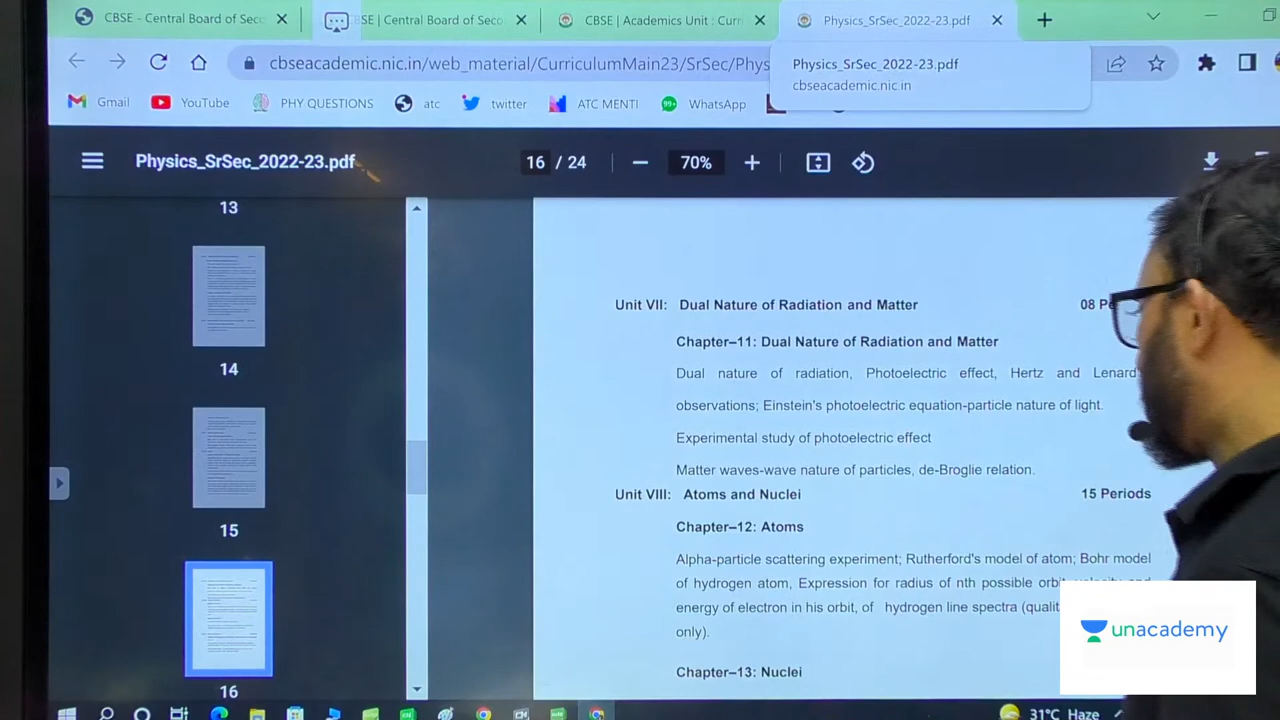 CBSE - Central Board of Seco
SE | Central Board of Seco
CBSE | Academics Unit : Curri
Physics_SrSec_2022-23.pdf
cbseacademic.nic.in/web_material/CurriculumMain23/SrSec/Phys
Physics_SrSec_2022-23.pdf
cbseacademic.nic.in
Gmail
YouTube
PHY QUESTIONS
atc
twitter
ATC MENTI
99+
WhatsApp
Physics_SrSec_2022-23.pdf
16 / 24
70%
13
14
15
16
Unit VII: Dual Nature of Radiation and Matter 08 Pe
Chapter–11: Dual Nature of Radiation and Matter
Dual nature of radiation, Photoelectric effect, Hertz and Lenard'
observations; Einstein's photoelectric equation-particle nature of light.
Experimental study of photoelectric effect
Matter waves-wave nature of particles, de-Broglie relation.
Unit VIII: Atoms and Nuclei 15 Periods
Chapter–12: Atoms
Alpha-particle scattering experiment; Rutherford's model of atom; Bohr model
of hydrogen atom, Expression for radius of nth possible orbi
energy of electron in his orbit, of hydrogen line spectra (qualit
only).
Chapter–13: Nuclei
unacademy
31°C Haze